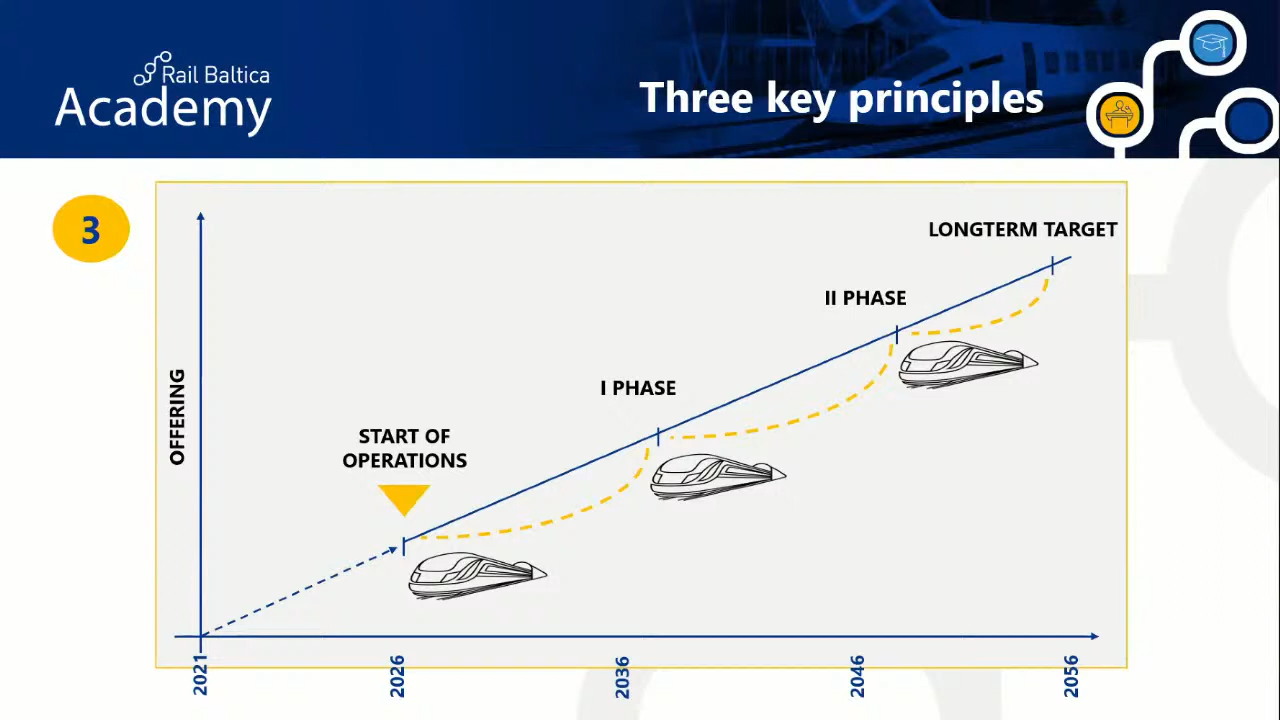 Rail Baltica
Academy
Three key principles
3
LONGTERM TARGET
II PHASE
I PHASE
START OF
OPERATIONS
OFFERING
2021
2026
2036
2046
2056